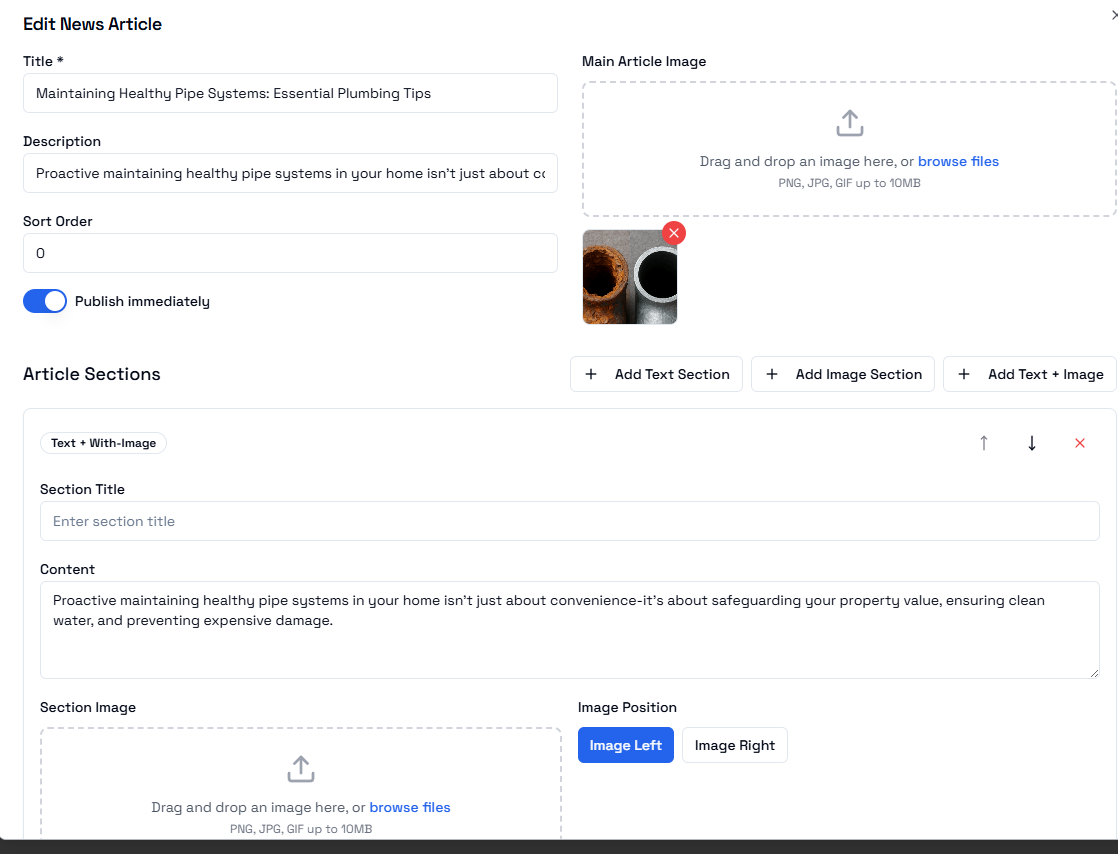 Edit News Article
Title *
Maintaining Healthy Pipe Systems: Essential Plumbing Tips
Description
Proactive maintaining healthy pipe systems in your home isn't just about co
Sort Order
0
Publish immediately
Main Article Image
Drag and drop an image here, or browse files
PNG, JPG, GIF up to 10MB
Article Sections
+ Add Text Section
+ Add Image Section
+ Add Text + Image
Text + With-Image
Section Title
Enter section title
Content
Proactive maintaining healthy pipe systems in your home isn't just about convenience-it's about safeguarding your property value, ensuring clean
water, and preventing expensive damage.
Section Image
Drag and drop an image here, or browse files
PNG, JPG, GIF up to 10MB
Image Position
Image Left
Image Right